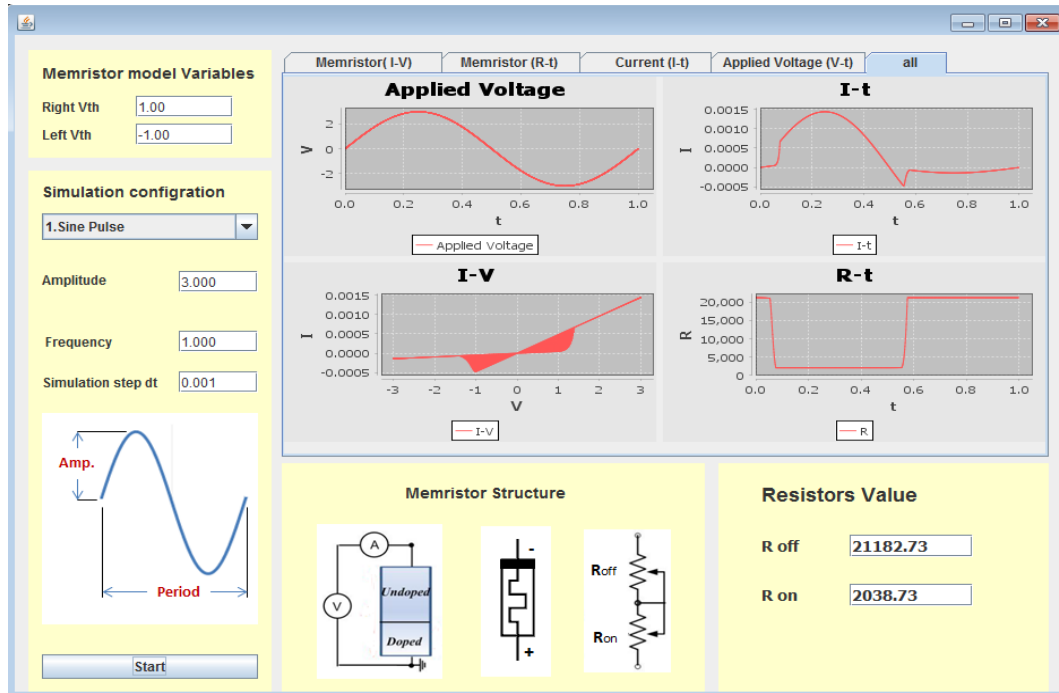 Memristor model Variables
Right Vth 1.00
Left Vth -1.00
Simulation configration
1.Sine Pulse
Amplitude 3.000
Frequency 1.000
Simulation step dt 0.001
Amp.
Period
Start
Memristor( I-V) Memristor (R-t) Current (I-t) Applied Voltage (V-t) all
Applied Voltage
V
2
0
-2
0.0 0.2 0.4 0.6 0.8 1.0
t
Applied Voltage
I-t
I
0.0015
0.0010
0.0005
0.0000
-0.0005
0.0 0.2 0.4 0.6 0.8 1.0
t
I-t
I-V
I
0.0015
0.0010
0.0005
0.0000
-0.0005
-3 -2 -1 0 1 2 3
V
I-V
R-t
R
20,000
15,000
10,000
5,000
0
0.0 0.2 0.4 0.6 0.8 1.0
t
R
Memristor Structure
A
V
Undoped
Doped
-
+
Roff
Ron
Resistors Value
R off 21182.73
R on 2038.73